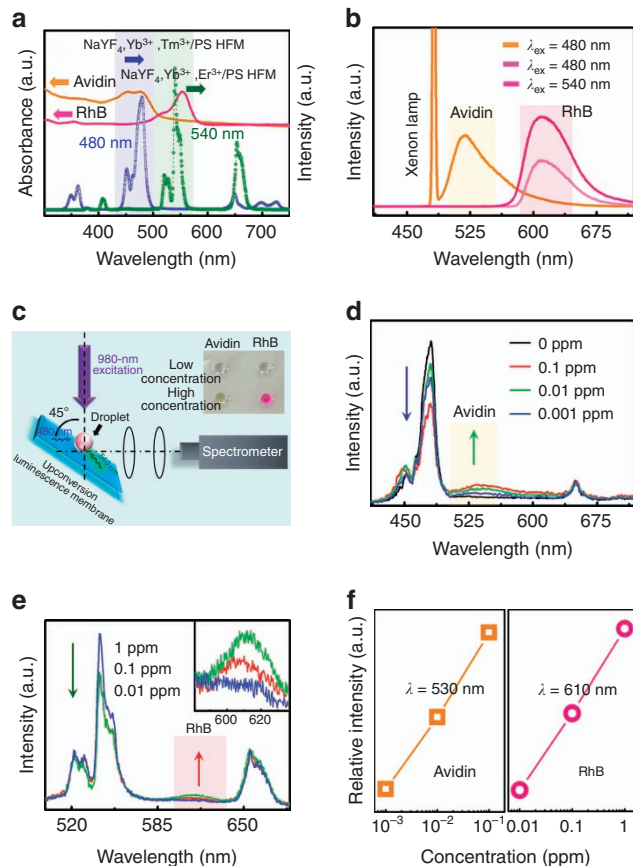 a
NaYF4,Yb3+ ,Tm3+/PS HFM
NaYF4,Yb3+ ,Er3+/PS HFM
Avidin
RhB
480 nm
540 nm
Absorbance (a.u.)
Intensity (a.u.)
400 500 600 700
Wavelength (nm)
b
λex = 480 nm
λex = 480 nm
λex = 540 nm
Xenon lamp
Avidin
RhB
Intensity (a.u.)
450 525 600 675
Wavelength (nm)
c
980-nm
excitation
Avidin RhB
Low
concentration
High
concentration
45°
Droplet
480 nm
Spectrometer
Upconversion
luminescence membrane
d
0 ppm
0.1 ppm
0.01 ppm
0.001 ppm
Avidin
Intensity (a.u.)
450 525 600 675
Wavelength (nm)
e
1 ppm
0.1 ppm
0.01 ppm
600 620
RhB
Intensity (a.u.)
520 585 650
Wavelength (nm)
f
Relative intensity (a.u.)
λ = 530 nm
λ = 610 nm
Avidin
RhB
10−3 10−2 10−1 0.01 0.1 1
Concentration (ppm)